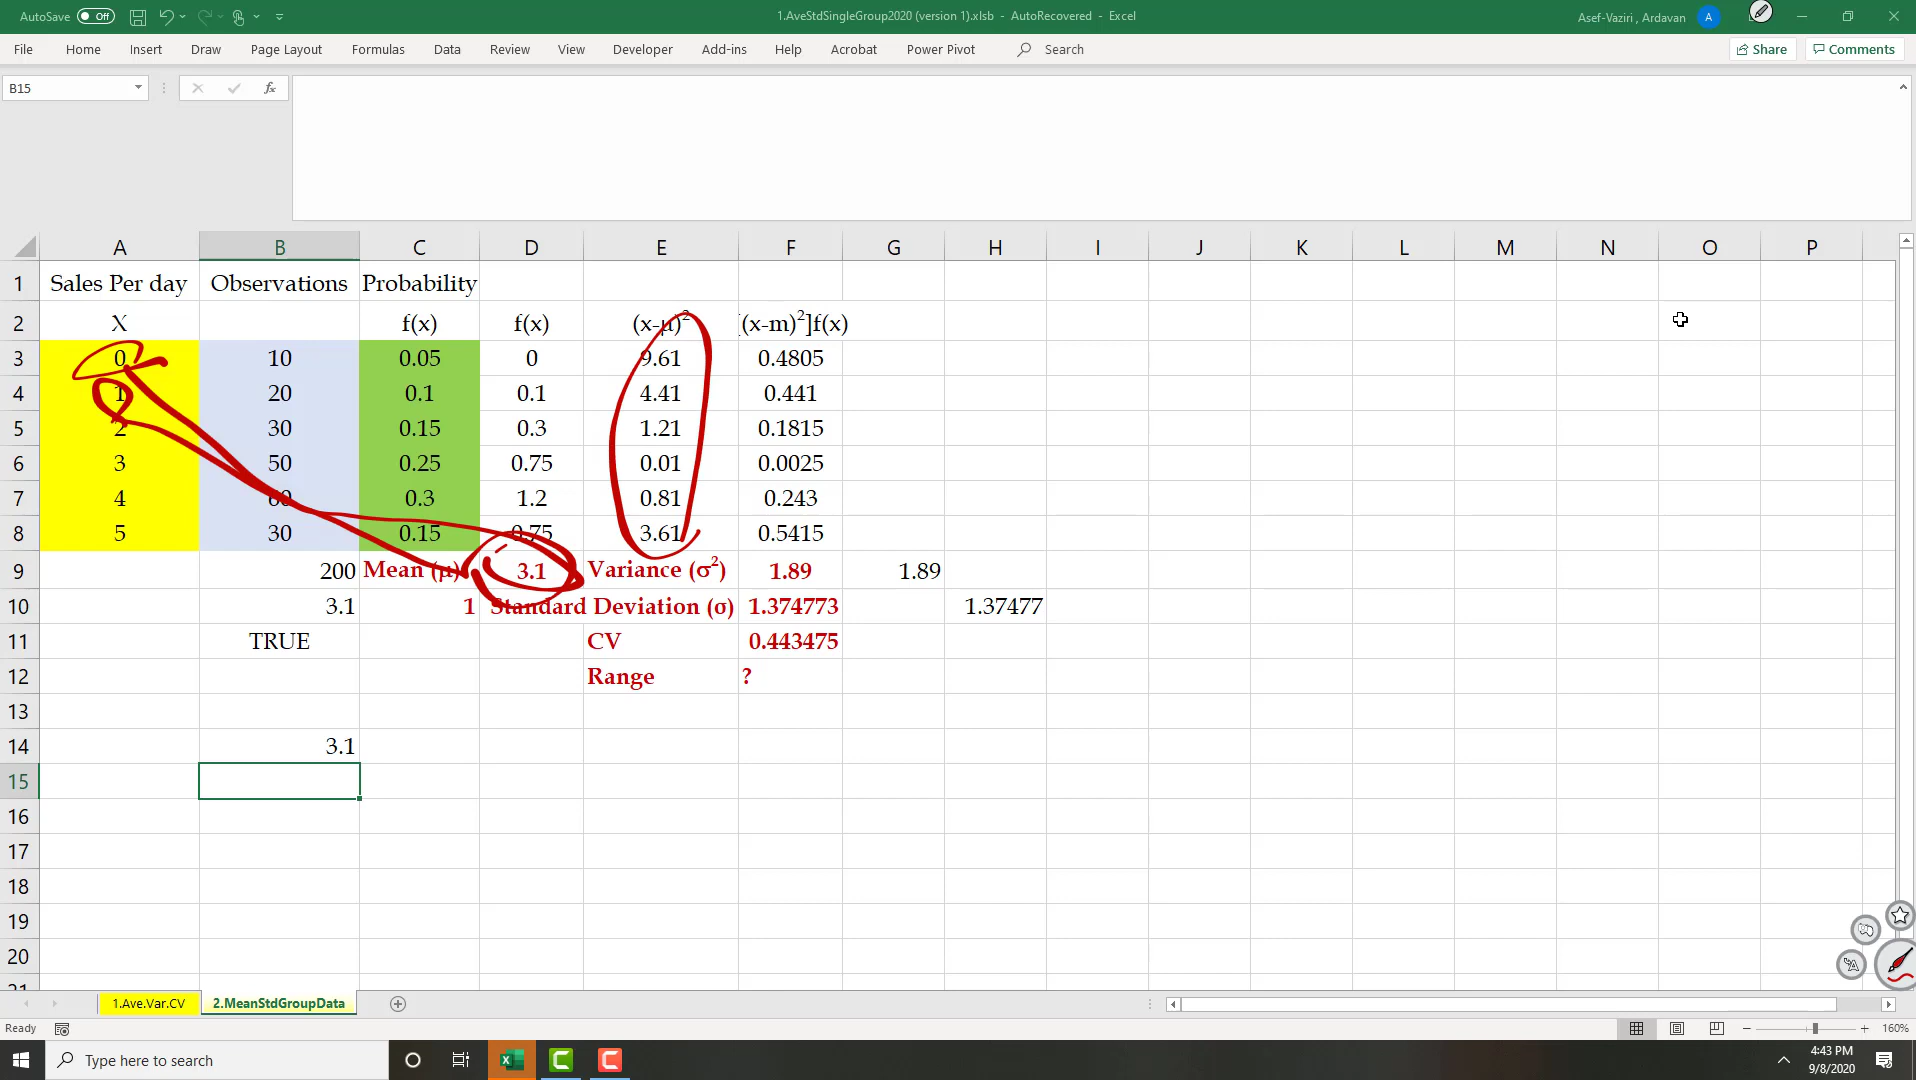 AutoSave Off 1.AveStdSingleGroup2020 (version 1).xlsb - AutoRecovered - Excel Asef-Vaziri , Ardavan A
File Home Insert Draw Page Layout Formulas Data Review View Developer Add-ins Help Acrobat Power Pivot Search Share Comments
B15 fx
A B C D E F G H I J K L M N O P
1 Sales Per day Observations Probability
2 X f(x) f(x) (x-μ)2 [(x-m)2]f(x)
3 0 10 0.05 0 9.61 0.4805
4 1 20 0.1 0.1 4.41 0.441
5 2 30 0.15 0.3 1.21 0.1815
6 3 50 0.25 0.75 0.01 0.0025
7 4 60 0.3 1.2 0.81 0.243
8 5 30 0.15 0.75 3.61 0.5415
9 200 Mean (μ) 3.1 Variance (σ2) 1.89 1.89
10 3.1 1 Standard Deviation (σ) 1.374773 1.37477
11 TRUE CV 0.443475
12 Range ?
13
14 3.1
15
16
17
18
19
20
21
1.Ave.Var.CV 2.MeanStdGroupData
Ready 160%
Type here to search 4:43 PM
9/8/2020